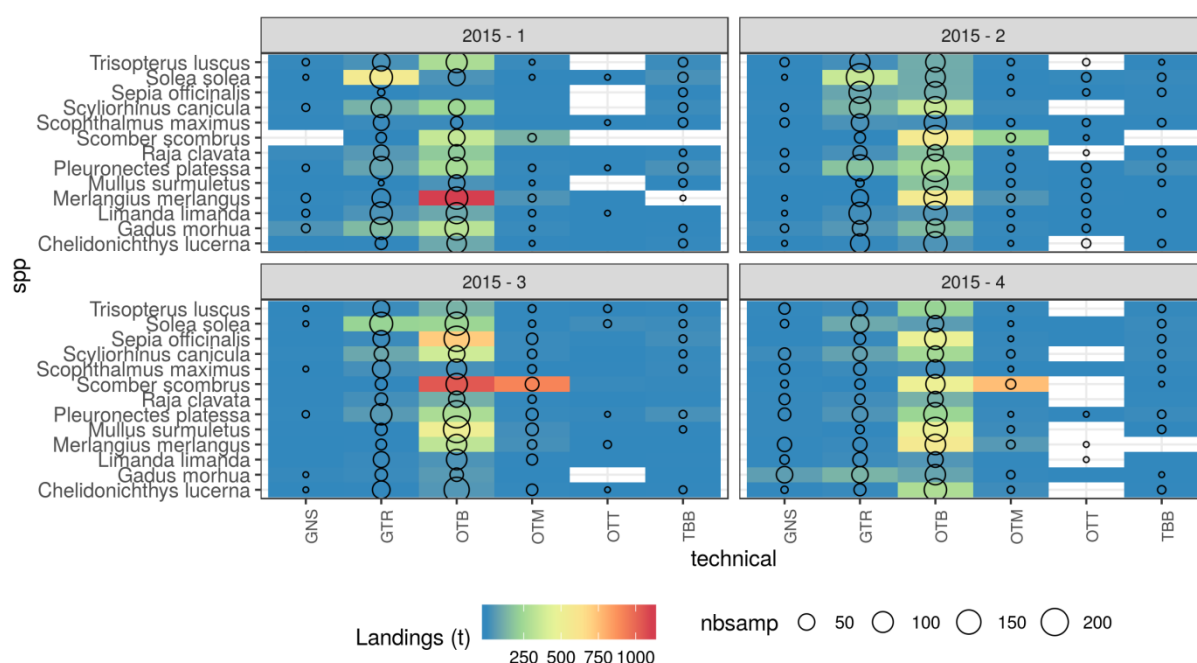 2015 - 1
2015 - 2
Trisopterus luscus
Solea solea
Sepia officinalis
Scyliorhinus canicula
Scophthalmus maximus
Scomber scombrus
Raja clavata
Pleuronectes platessa
Mullus surmuletus
Merlangius merlangus
Limanda limanda
Gadus morhua
Chelidonichthys lucerna
spp
2015 - 3
2015 - 4
Trisopterus luscus
Solea solea
Sepia officinalis
Scyliorhinus canicula
Scophthalmus maximus
Scomber scombrus
Raja clavata
Pleuronectes platessa
Mullus surmuletus
Merlangius merlangus
Limanda limanda
Gadus morhua
Chelidonichthys lucerna
GNS GTR OTB OTM OTT TBB
GNS GTR OTB OTM OTT TBB
technical
Landings (t)
250 500 750 1000
nbsamp 50 100 150 200